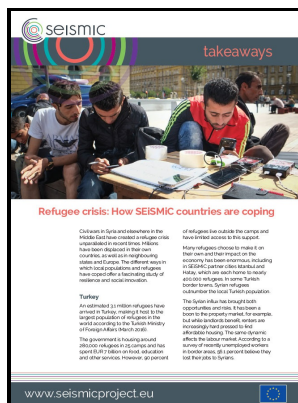 seismic
takeaways
Refugee crisis: How SEiSMiC countries are coping
Civil wars in Syria and elsewhere in the
Middle East have created a refugee crisis
unparalleled in recent times. Millions
have been displaced in their own
countries, as well as in neighbouring
states and Europe. The different ways in
which local populations and refugees
have coped offer a fascinating study of
resilience and social innovation.
Turkey
An estimated 3.1 million refugees have
arrived in Turkey, making it host to the
largest population of refugees in the
world according to the Turkish Ministry
of Foreign Affairs (March 2016).
The government is housing around
280,000 refugees in 25 camps and has
spent EUR 7 billion on food, education
and other services. However, 90 percent
of refugees live outside the camps and
have limited access to this support.
Many refugees choose to make it on
their own and their impact on the
economy has been enormous, including
in SEiSMiC partner cities Istanbul and
Hatay, which are each home to nearly
400,000 refugees. In some Turkish
border towns, Syrian refugees
outnumber the local Turkish population.
The Syrian influx has brought both
opportunities and risks. It has been a
boon to the property market, for example,
but while landlords benefit, renters are
increasingly hard pressed to find
affordable housing. The same dynamic
affects the labour market. According to a
survey of recently unemployed workers
in border areas, 56.1 percent believe they
lost their jobs to Syrians.
www.seismicproject.eu